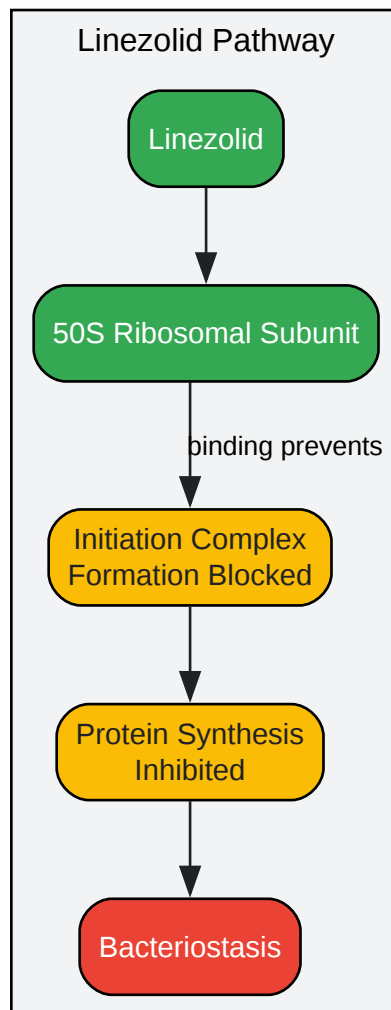 Linezolid Pathway
Linezolid
50S Ribosomal Subunit
binding prevents
Initiation Complex
Formation Blocked
Protein Synthesis
Inhibited
Bacteriostasis